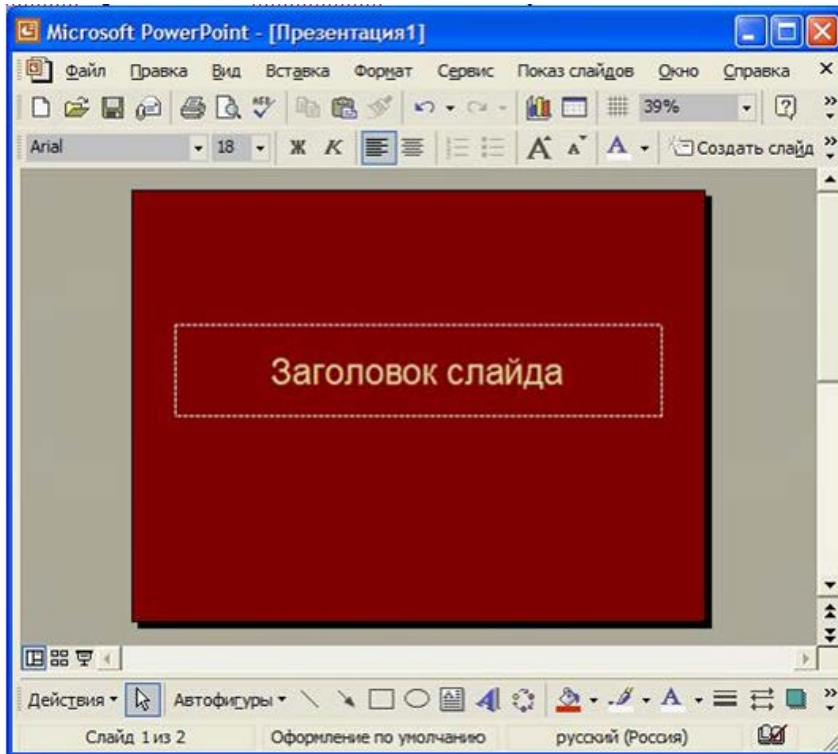 Microsoft PowerPoint - [Презентация1]
Файл Правка Вид Вставка Формат Сервис Показ слайдов Окно Справка
39%
Arial 18 Ж К Создать слайд
Заголовок слайда
Действия Автофигуры
Слайд 1 из 2 Оформление по умолчанию русский (Россия)